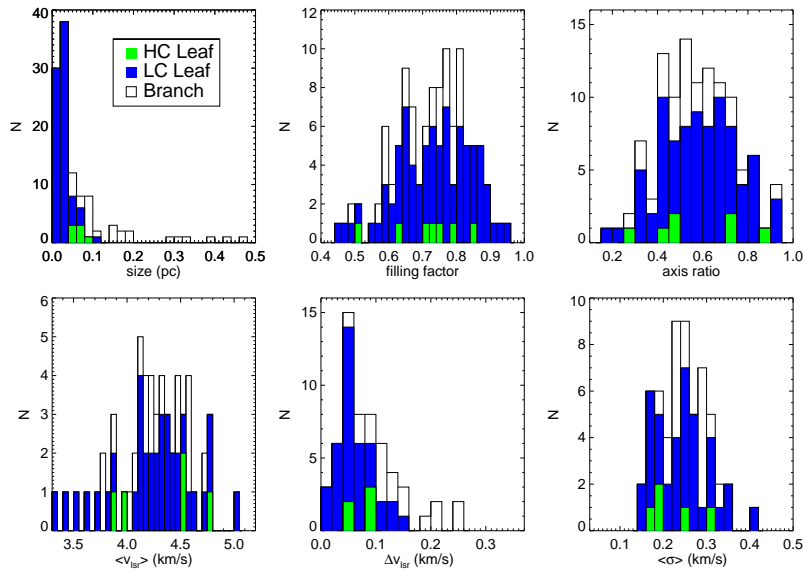 40
30
20
10
0
N
HC Leaf
LC Leaf
Branch
0.0 0.1 0.2 0.3 0.4 0.5
size (pc)
12
10
8
6
4
2
0
N
0.4 0.5 0.6 0.7 0.8 0.9 1.0
filling factor
15
10
5
0
N
0.2 0.4 0.6 0.8 1.0
axis ratio
6
5
4
3
2
1
0
N
3.5 4.0 4.5 5.0
<v_lsr> (km/s)
15
10
5
0
N
0.0 0.1 0.2 0.3
Δv_lsr (km/s)
10
8
6
4
2
0
N
0.1 0.2 0.3 0.4 0.5
<σ> (km/s)